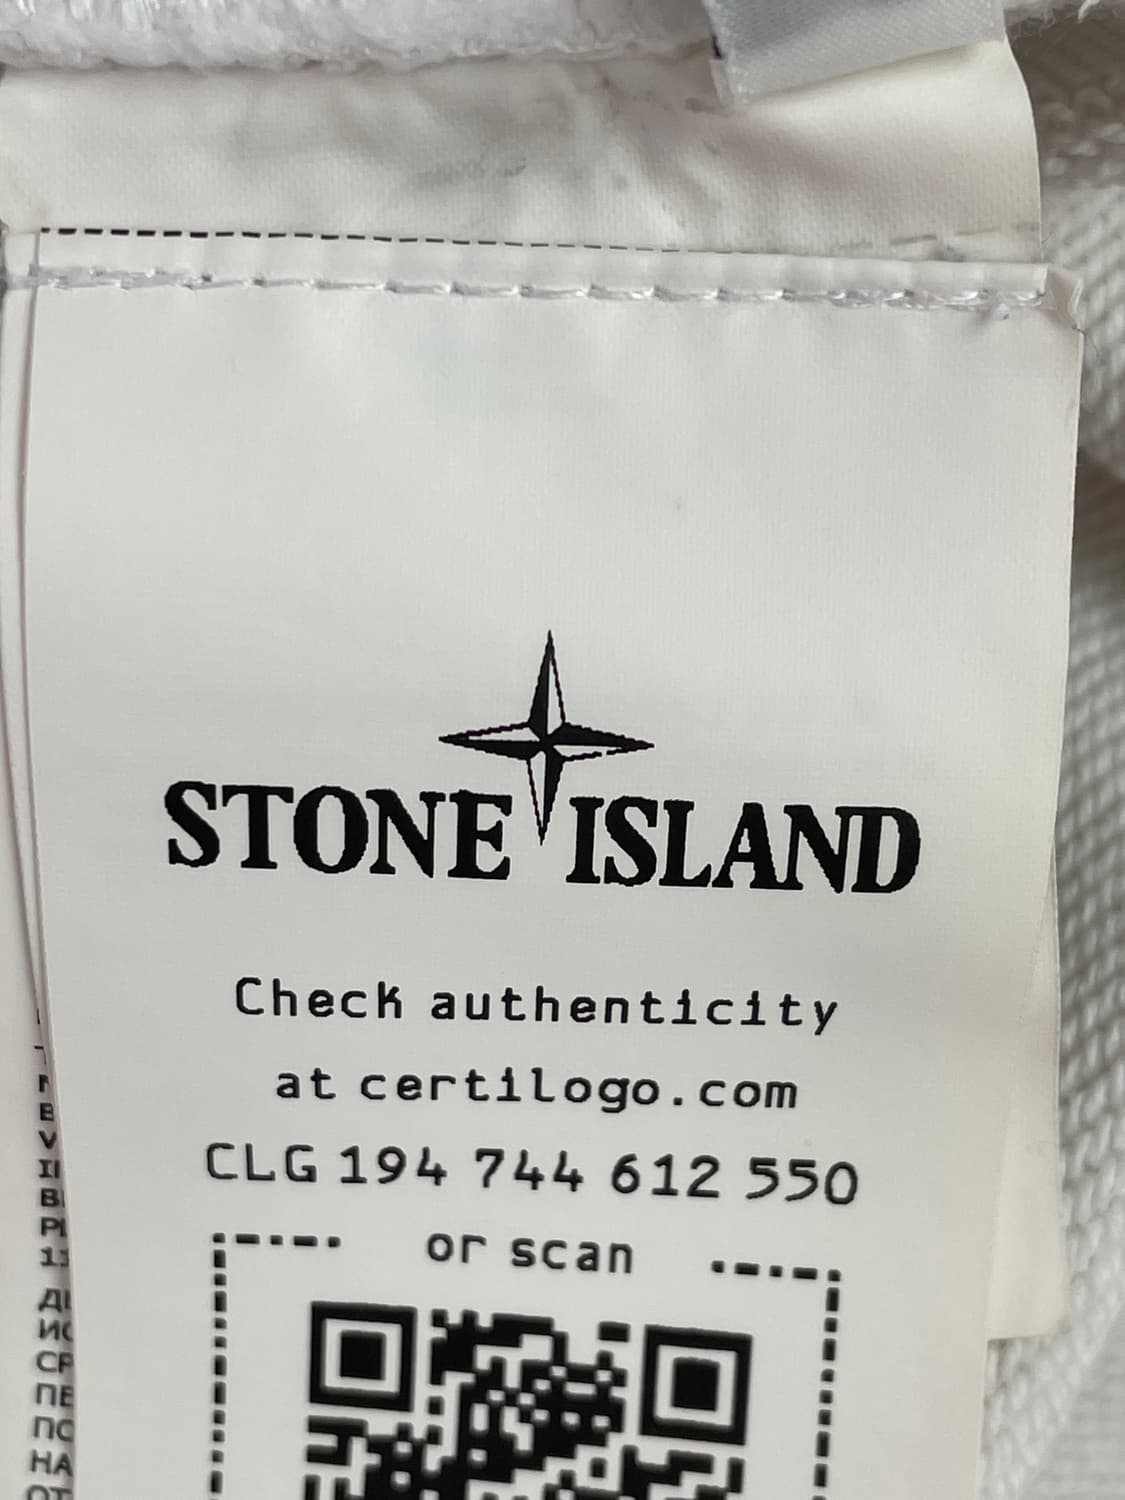 STONE ISLAND
Check authenticity
at certilogo.com
CLG 194 744 612 550
or scan